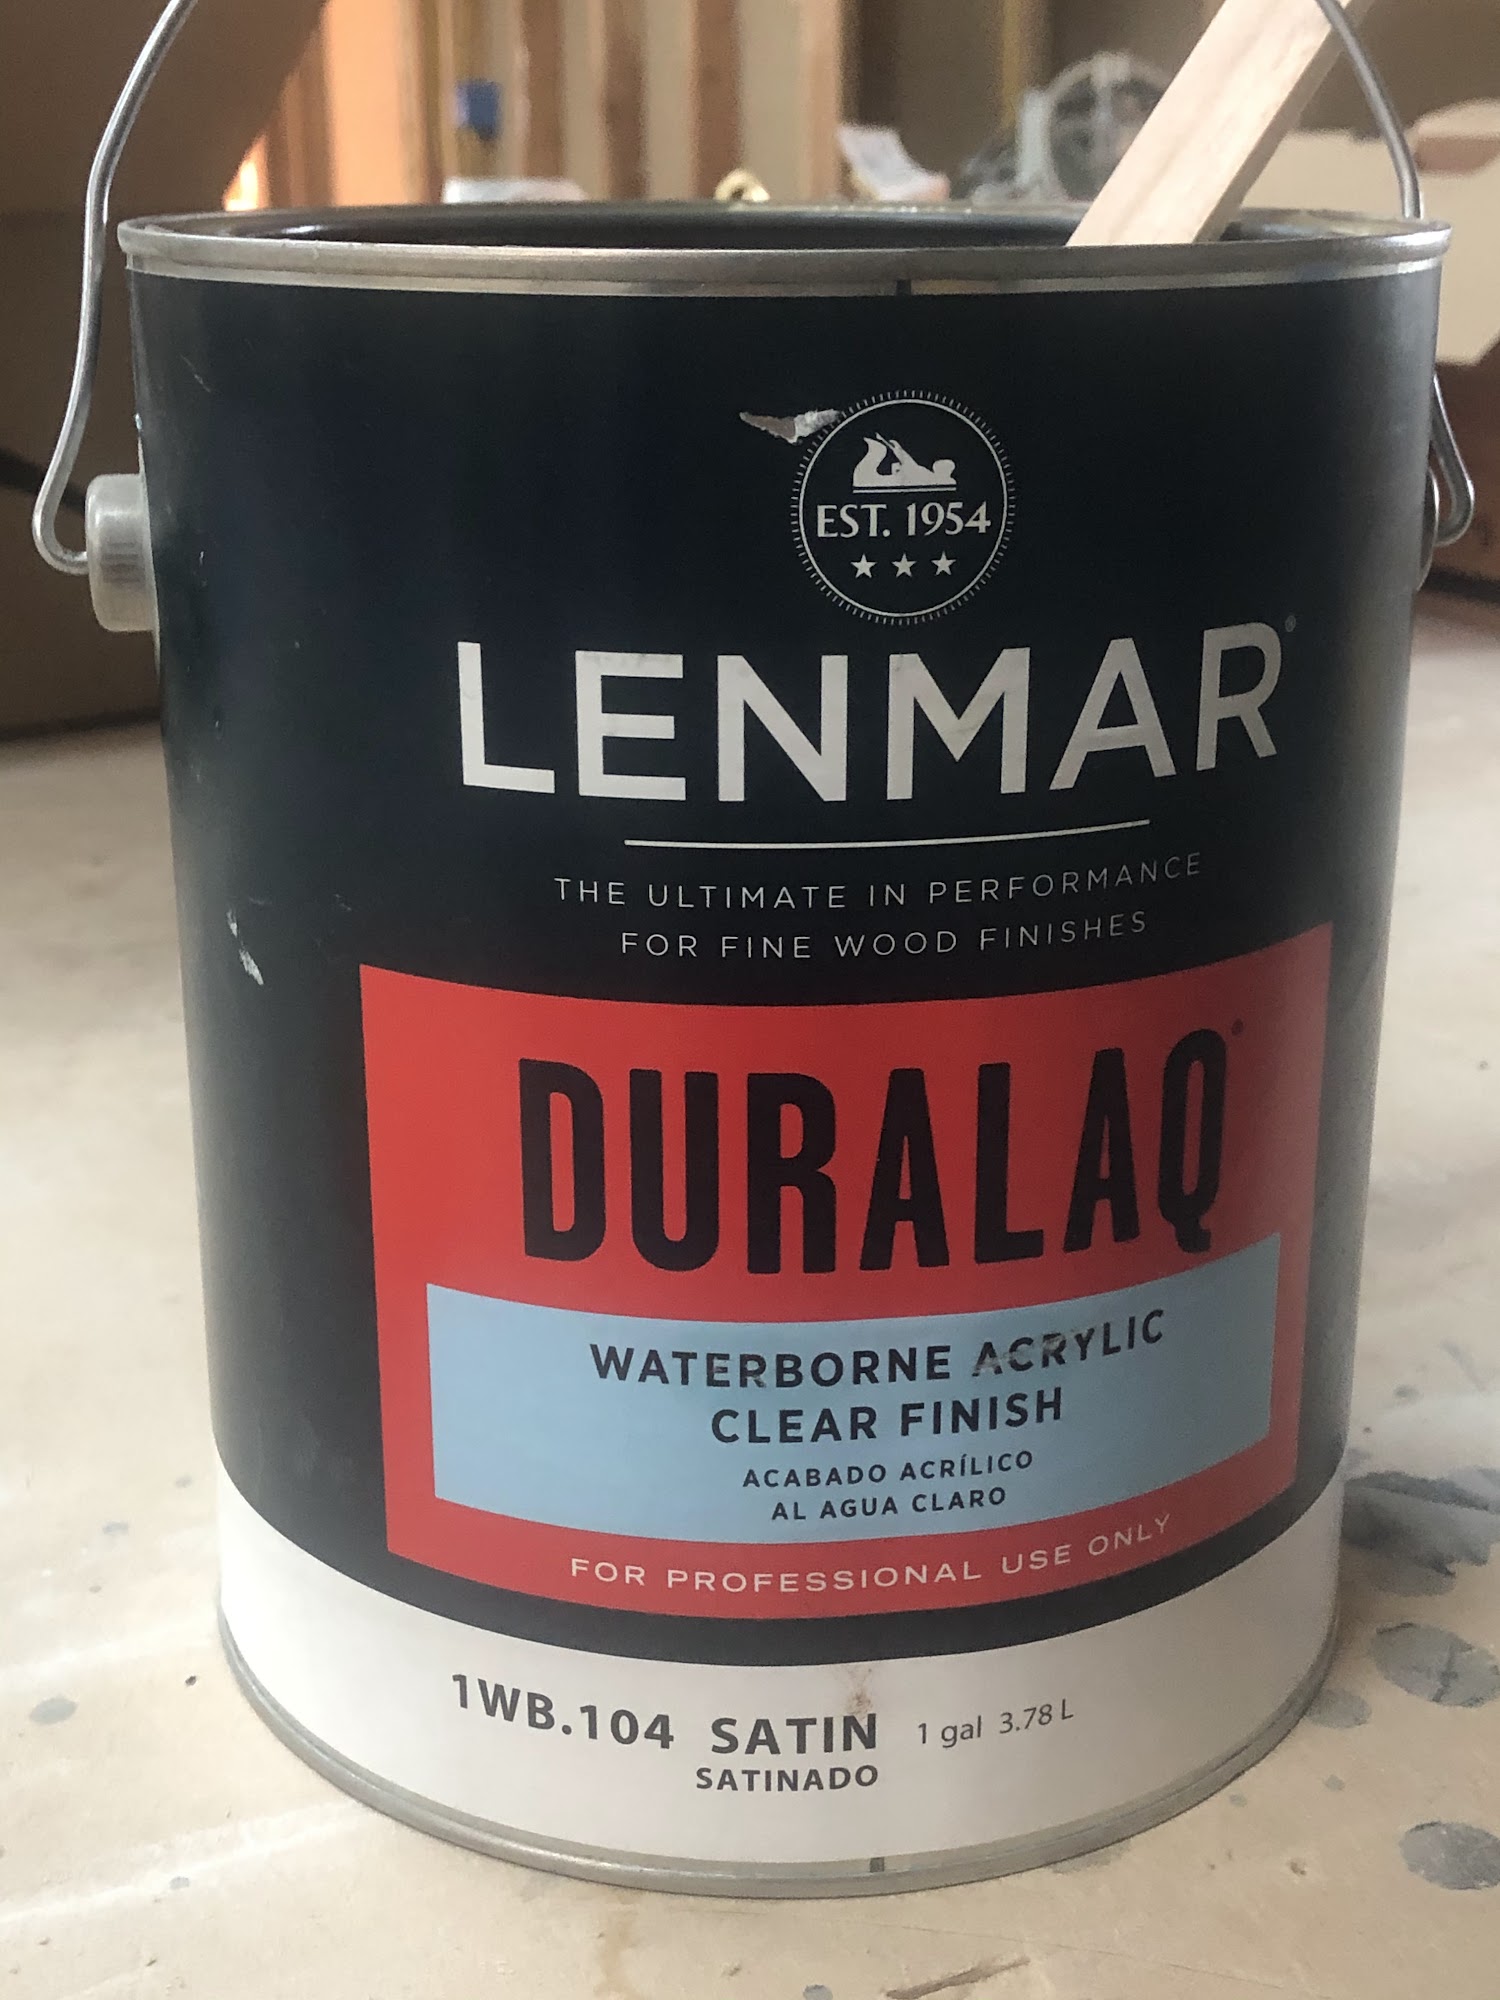 EST. 1954
LENMAR®
THE ULTIMATE IN PERFORMANCE
FOR FINE WOOD FINISHES
DURALAQ®
WATERBORNE ACRYLIC
CLEAR FINISH
ACABADO ACRÍLICO
AL AGUA CLARO
FOR PROFESSIONAL USE ONLY
1WB.104 SATIN 1 gal 3.78 L
SATINADO